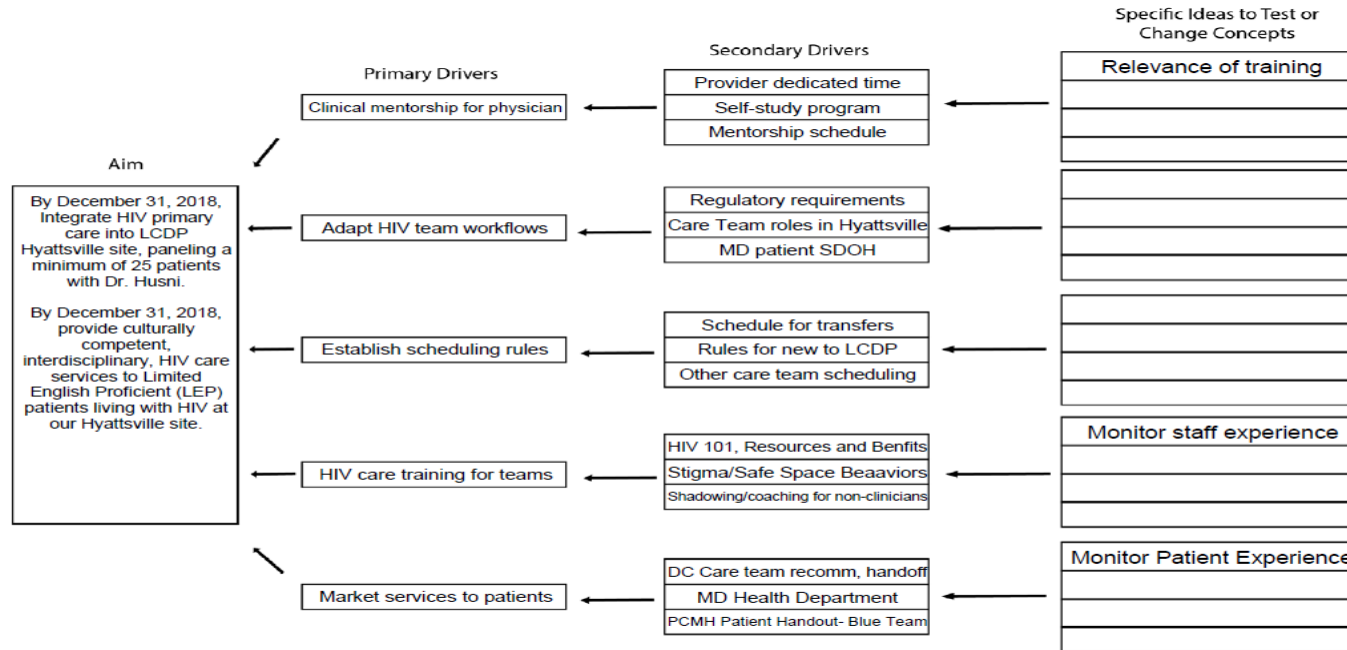 Specific Ideas to Test or
Change Concepts
Secondary Drivers
Primary Drivers
Aim
By December 31, 2018,
Integrate HIV primary
care into LCDP
Hyattsville site, paneling a
minimum of 25 patients
with Dr. Husni.
By December 31, 2018,
provide culturally
competent,
interdisciplinary, HIV care
services to Limited
English Proficient (LEP)
patients living with HIV at
our Hyattsville site.
Clinical mentorship for physician
Provider dedicated time
Self-study program
Mentorship schedule
Relevance of training
Adapt HIV team workflows
Regulatory requirements
Care Team roles in Hyattsville
MD patient SDOH
Establish scheduling rules
Schedule for transfers
Rules for new to LCDP
Other care team scheduling
HIV care training for teams
HIV 101, Resources and Benfits
Stigma/Safe Space Beaaviors
Shadowing/coaching for non-clinicians
Monitor staff experience
Market services to patients
DC Care team recomm, handoff
MD Health Department
PCMH Patient Handout- Blue Team
Monitor Patient Experience